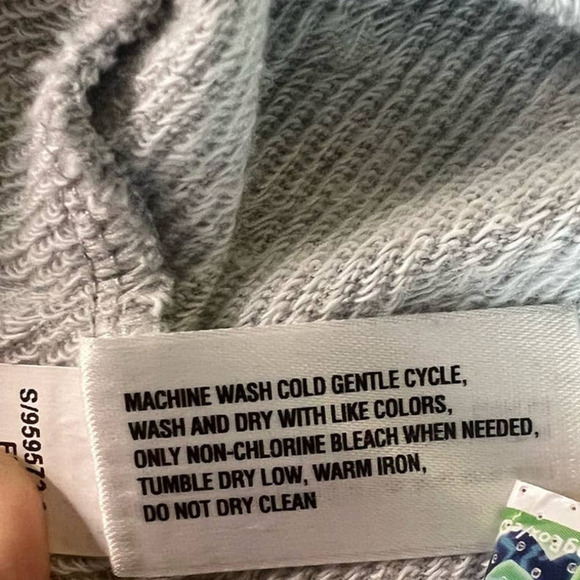 MACHINE WASH COLD GENTLE CYCLE,
WASH AND DRY WITH LIKE COLORS,
ONLY NON-CHLORINE BLEACH WHEN NEEDED,
TUMBLE DRY LOW, WARM IRON,
DO NOT DRY CLEAN